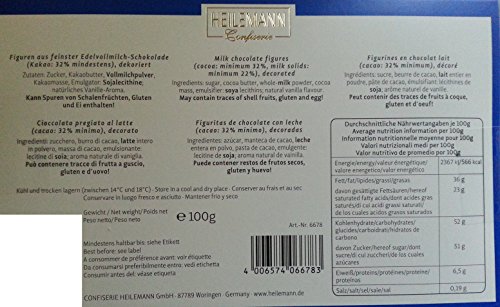 HEILEMANN
Confiserie
Figuren aus feinster Edelvollmilch-Schokolade
(Kakao: 32% mindestens), dekoriert
Zutaten: Zucker, Kakaobutter, Vollmilchpulver,
Kakaomasse, Emulgator: Sojalecithine;
natürliches Vanille-Aroma.
Kann Spuren von Schalenfrüchten, Gluten
und Ei enthalten!
Milk chocolate figures
(cocoa: minimum 32%, milk solids:
minimum 22%), decorated
Ingredients: sugar, cocoa butter, whole-milk powder, cocoa
mass, emulsifier: soya lecithins, natural vanilla flavour.
May contain traces of shell fruits, gluten and egg!
Figurines en chocolat lait
(cacao: 32% minimum), décoré
Ingrédients: sucre, beurre de cacao, lait entier en
poudre, pâte de cacao, émulsifiant: lécithines de
soja; arôme naturel de vanille.
Peut contenir des traces de fruits à coque,
gluten et d'oeuf!
Cioccolato pregiato al latte
(cacao: 32% minimo), decorato
Ingredienti: zucchero, burro di cacao, latte intero
in polvero, massa di cacao, emulsionante:
lecitine di soja; aroma naturale di vaniglia.
Può contenere tracce di frutta a guscio,
glutine ed uova!
Figuritas de chocolate con leche
(cacao: 32% minimo), decoradas
Ingredientes: azúcar, manteca de cacao, leche
entera en polvo, pasta de cacao, emulgente:
lecitinas de soja; aroma natural de vainilla.
Puede contener restos de frutos secos,
gluten y de huevo!
Durchschnittliche Nährwertangaben je 100g
Average nutrition information per 100g
Information nutritionnelle moyenne pour 100g
Valori nutrizionali medi per 100g
Valor nutritivo de promedio por 100g
Energie/energy/valeur énergétique/
valore energetico/valor energético
2367 kJ/566 kcal
Fett/fat/lipides/grassi/grasas/
36 g
davon gesättigte Fettsäuren/hereof
saturated fatty acids/dont acides gras
saturés/di cui acidi grassi saturati/
de los cuales acidos grasos saturados
23 g
Kohlenhydrate/carbohydrates/
glucides/carboidrati/hidratos de
carbono
52 g
davon Zucker/hereof sugar/dont
sucre/di cui zuccheri/de los cuales
azúcares
51 g
Eiweiß/proteins/protéines/proteine/
proteinas
6,5 g
Salz/salt/sel/sale/sal
0,19 g
Kühl und trocken lagern (zwischen 14°C und 18°C) · Store in a cool and dry place · Conserver au frais et au sec
Conservare in luogo fresco e asciutto · Mantener frío y seco
Gewicht / Net weight/ Poids net
Peso netto / Peso neto
℮ 100g
Art.-Nr. 6678
Mindestens haltbar bis: siehe Etikett
Best before: see label
A consommer de préférence avant voir étiquette
Da consumarsi preferibilmente entro: vedi etichetta
Consumir antes del: véase etiqueta
4 006574 066783
CONFISERIE HEILEMANN GmbH · 87789 Woringen · Germany · www.heilemann.de